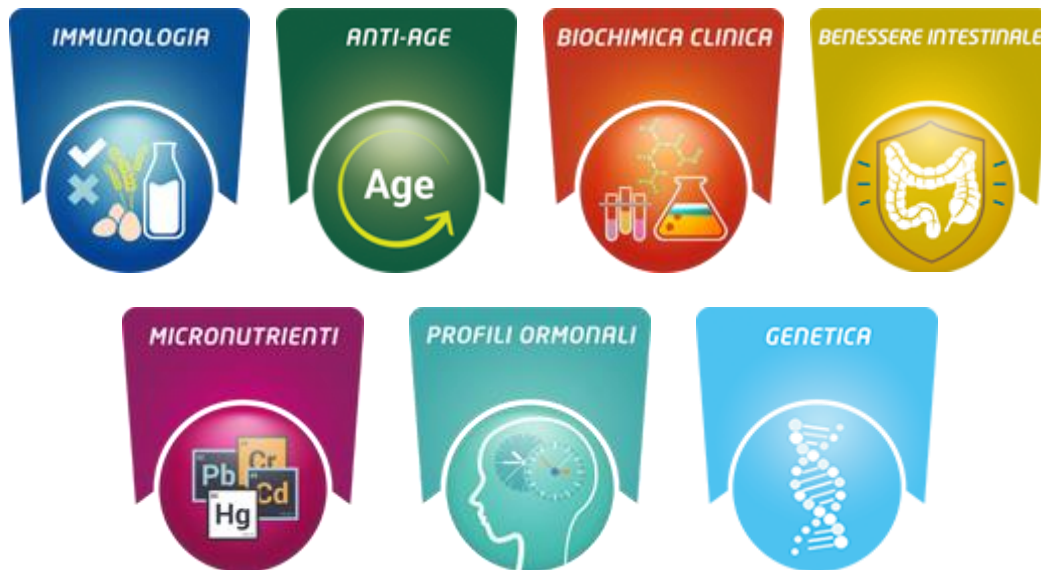 IMMUNOLOGIA
ANTI-AGE
BIOCHIMICA CLINICA
BENESSERE INTESTINALE
Age
MICRONUTRIENTI
PROFILI ORMONALI
GENETICA
Cr
Pb
Cd
Hg